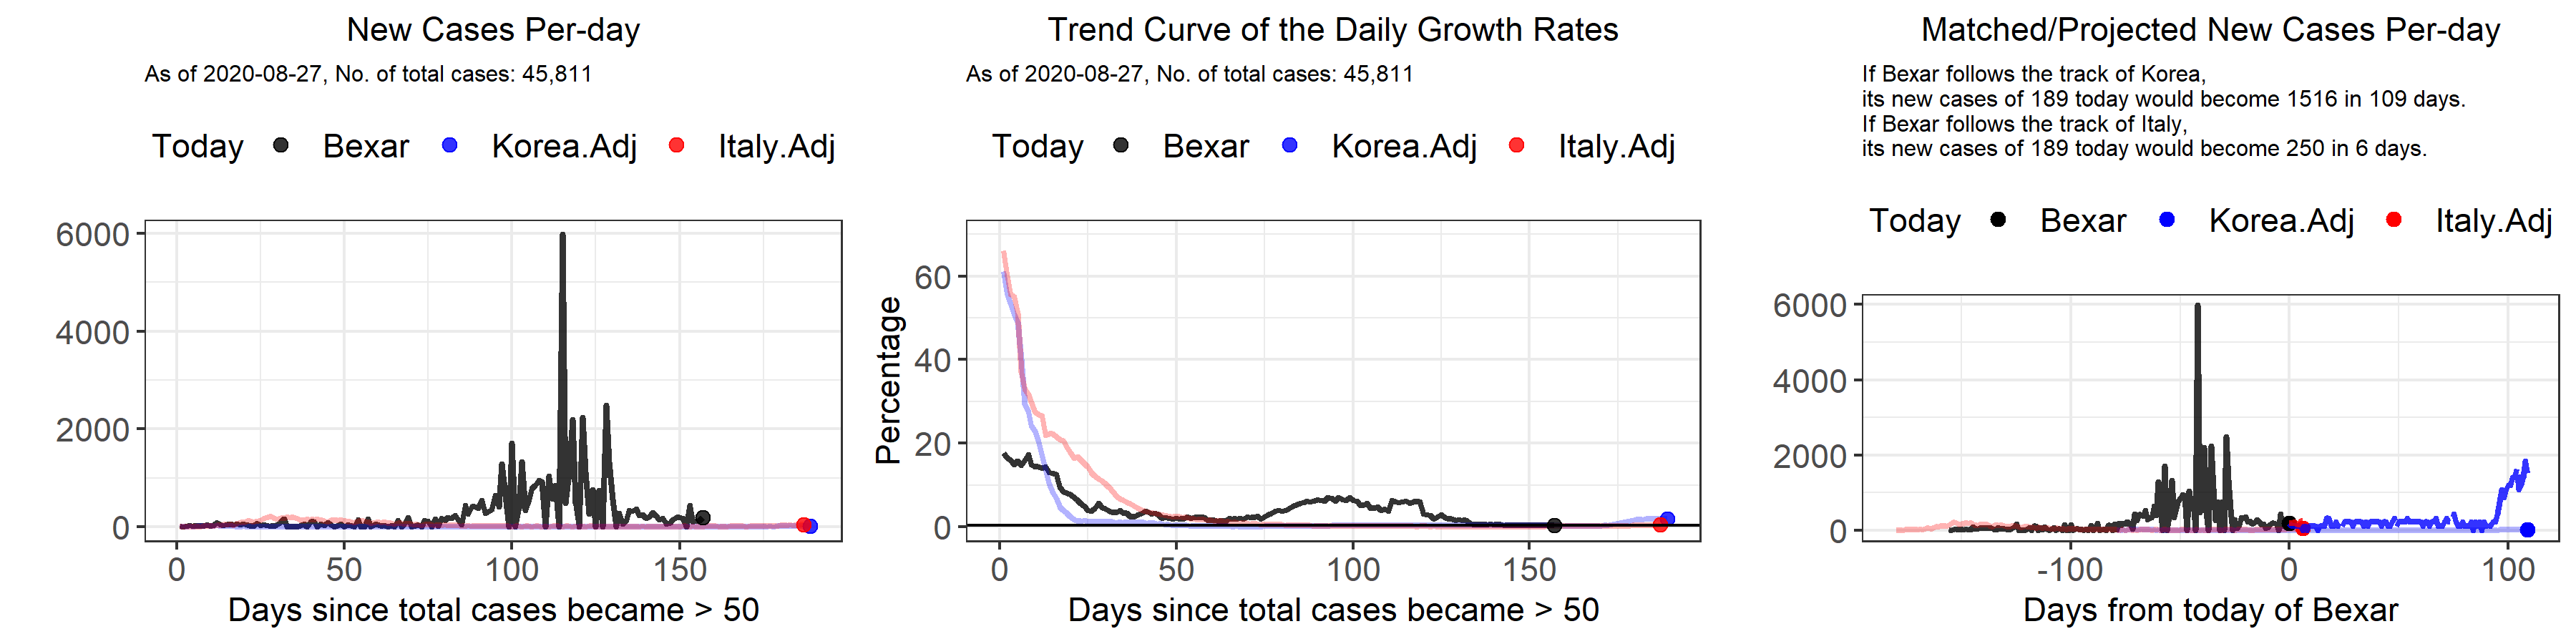 New Cases Per-day
As of 2020-08-27, No. of total cases: 45,811
Today Bexar Korea.Adj Italy.Adj
6000
4000
2000
0
0 50 100 150
Days since total cases became > 50
Trend Curve of the Daily Growth Rates
As of 2020-08-27, No. of total cases: 45,811
Today Bexar Korea.Adj Italy.Adj
Percentage
60
40
20
0
0 50 100 150
Days since total cases became > 50
Matched/Projected New Cases Per-day
If Bexar follows the track of Korea,
its new cases of 189 today would become 1516 in 109 days.
If Bexar follows the track of Italy,
its new cases of 189 today would become 250 in 6 days.
Today Bexar Korea.Adj Italy.Adj
6000
4000
2000
0
-100 0 100
Days from today of Bexar